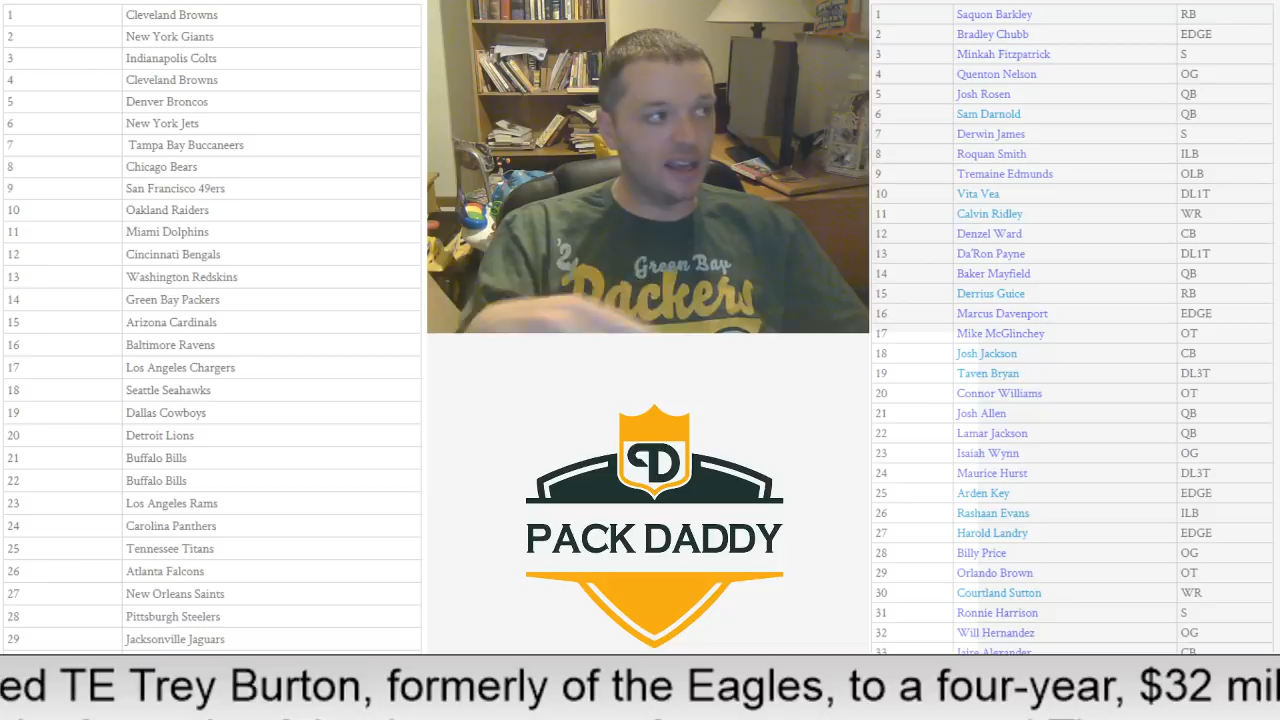 1 Cleveland Browns
2 New York Giants
3 Indianapolis Colts
4 Cleveland Browns
5 Denver Broncos
6 New York Jets
7 Tampa Bay Buccaneers
8 Chicago Bears
9 San Francisco 49ers
10 Oakland Raiders
11 Miami Dolphins
12 Cincinnati Bengals
13 Washington Redskins
14 Green Bay Packers
15 Arizona Cardinals
16 Baltimore Ravens
17 Los Angeles Chargers
18 Seattle Seahawks
19 Dallas Cowboys
20 Detroit Lions
21 Buffalo Bills
22 Buffalo Bills
23 Los Angeles Rams
24 Carolina Panthers
25 Tennessee Titans
26 Atlanta Falcons
27 New Orleans Saints
28 Pittsburgh Steelers
29 Jacksonville Jaguars
Green Bay
Packers
PD
PACK DADDY
1 Saquon Barkley RB
2 Bradley Chubb EDGE
3 Minkah Fitzpatrick S
4 Quenton Nelson OG
5 Josh Rosen QB
6 Sam Darnold QB
7 Derwin James S
8 Roquan Smith ILB
9 Tremaine Edmunds OLB
10 Vita Vea DL1T
11 Calvin Ridley WR
12 Denzel Ward CB
13 Da'Ron Payne DL1T
14 Baker Mayfield QB
15 Derrius Guice RB
16 Marcus Davenport EDGE
17 Mike McGlinchey OT
18 Josh Jackson CB
19 Taven Bryan DL3T
20 Connor Williams OT
21 Josh Allen QB
22 Lamar Jackson QB
23 Isaiah Wynn OG
24 Maurice Hurst DL3T
25 Arden Key EDGE
26 Rashaan Evans ILB
27 Harold Landry EDGE
28 Billy Price OG
29 Orlando Brown OT
30 Courtland Sutton WR
31 Ronnie Harrison S
32 Will Hernandez OG
33 Jaire Alexander CB
ed TE Trey Burton, formerly of the Eagles, to a four-year, $32 mil